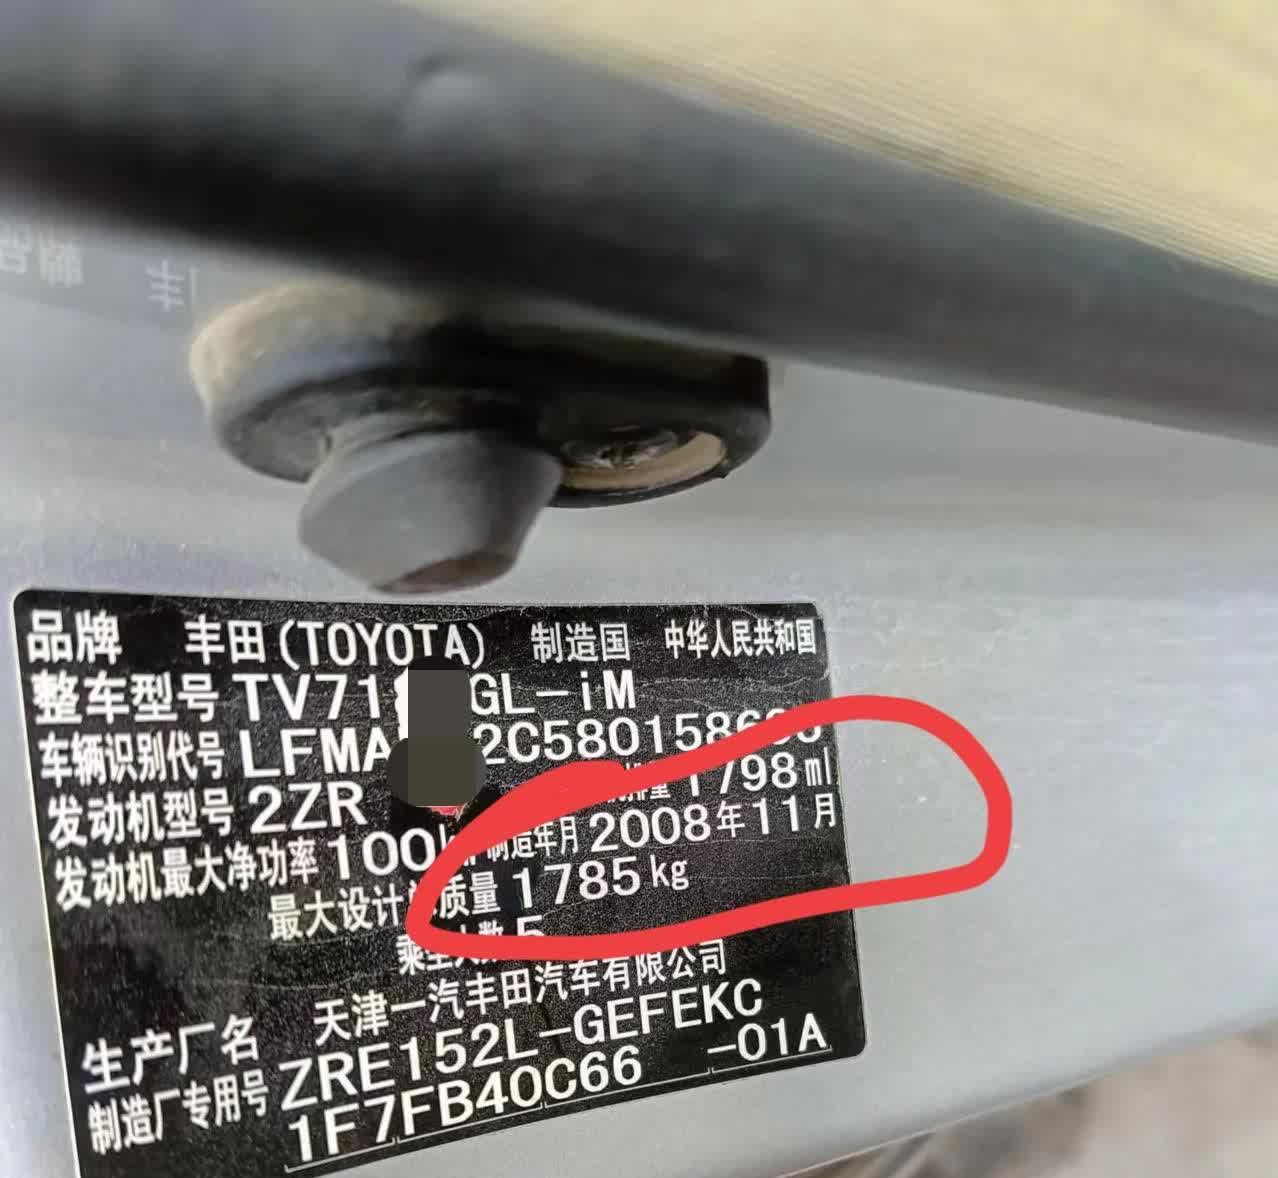 品牌 丰田(TOYOTA) 制造国 中华人民共和国
整车型号 TV71 GL-iM
车辆识别代号 LFMA 2C5801586
发动机型号 2ZR 排量 1798ml
发动机最大净功率 100 制造年月 2008年11月
最大设计 质量 1785kg
乘坐人数 5
生产厂名 天津一汽丰田汽车有限公司
制造厂专用号 ZRE152L-GEFEKC
1F7FB40C66 -01A